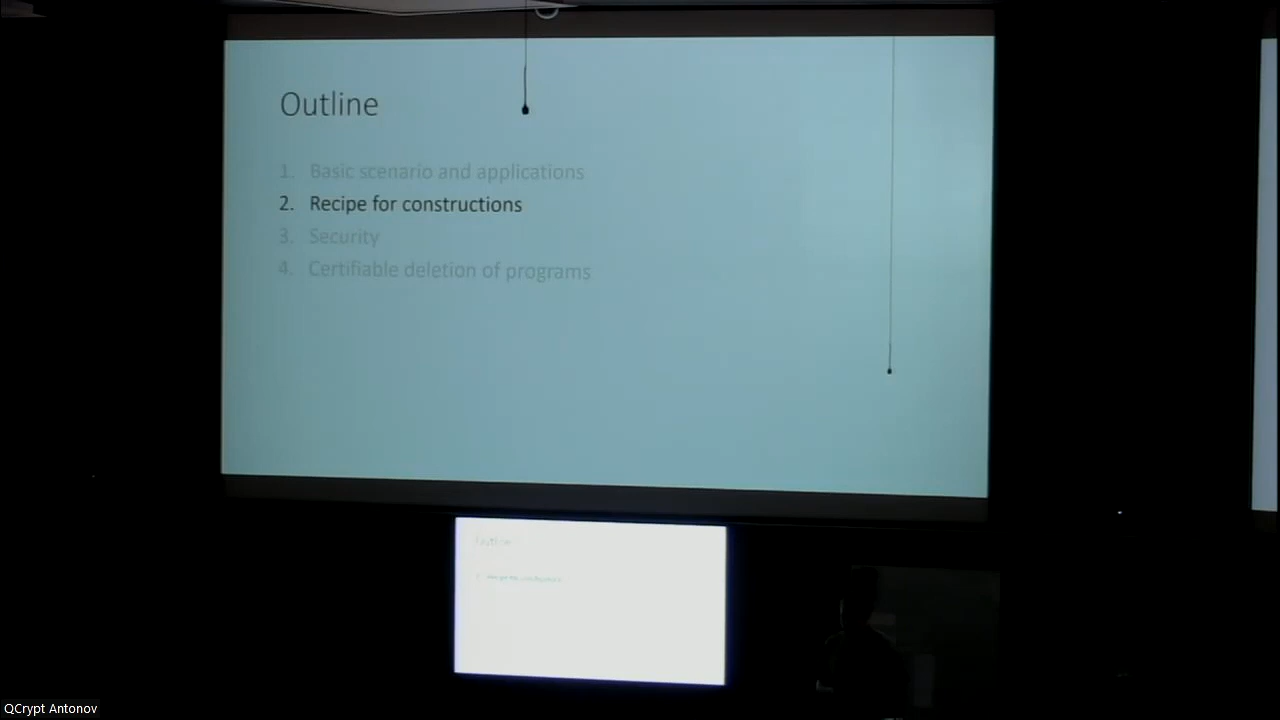 Outline
1. Basic scenario and applications
2. Recipe for constructions
3. Security
4. Certifiable deletion of programs
QCrypt Antonov